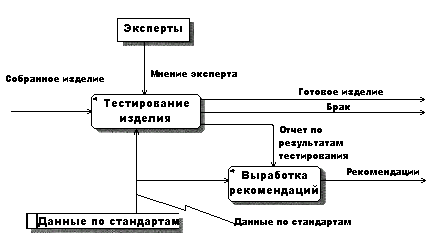 Эксперты
Собранное изделие
Мнение эксперта
Готовое изделие
Тестирование
изделия
Брак
Отчет по
результатам
тестирования
Выработка
рекомендаций
Рекомендации
Данные по стандартам
Данные по стандартам